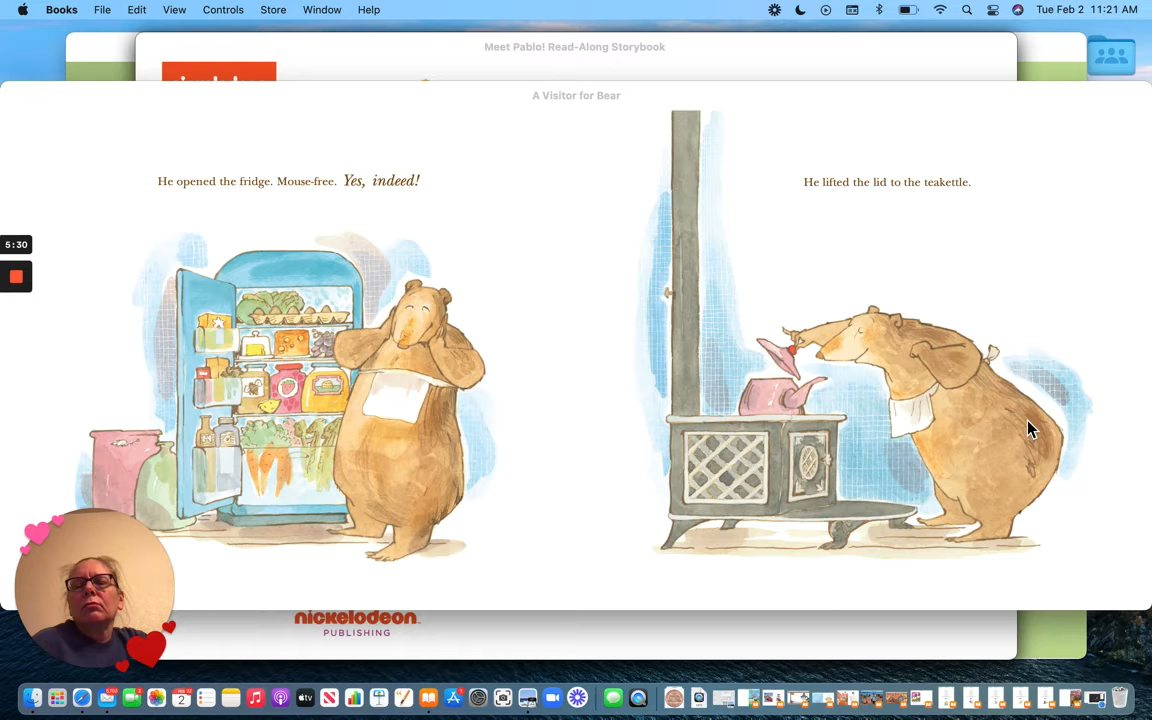 Books File Edit View Controls Store Window Help Tue Feb 2 11:21 AM
Meet Pablo! Read-Along Storybook
A Visitor for Bear
He opened the fridge. Mouse-free. Yes, indeed!
He lifted the lid to the teakettle.
5:30
nickelodeon
PUBLISHING